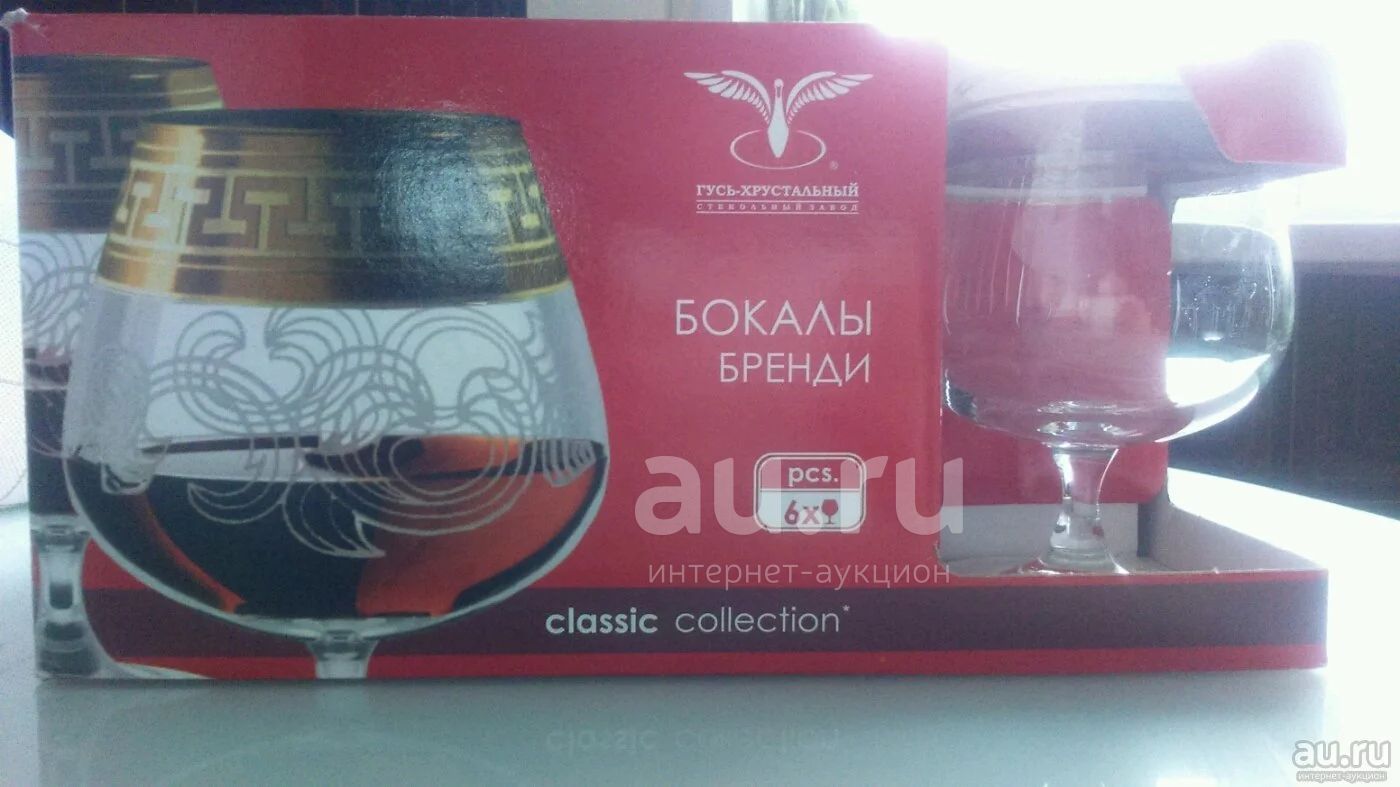 ®
ГУСЬ-ХРУСТАЛЬНЫЙ
СТЕКОЛЬНЫЙ ЗАВОД
БОКАЛЫ
БРЕНДИ
pcs.
6x
au.ru
интернет-аукцион
classic collection*
au.ru
интернет-аукцион